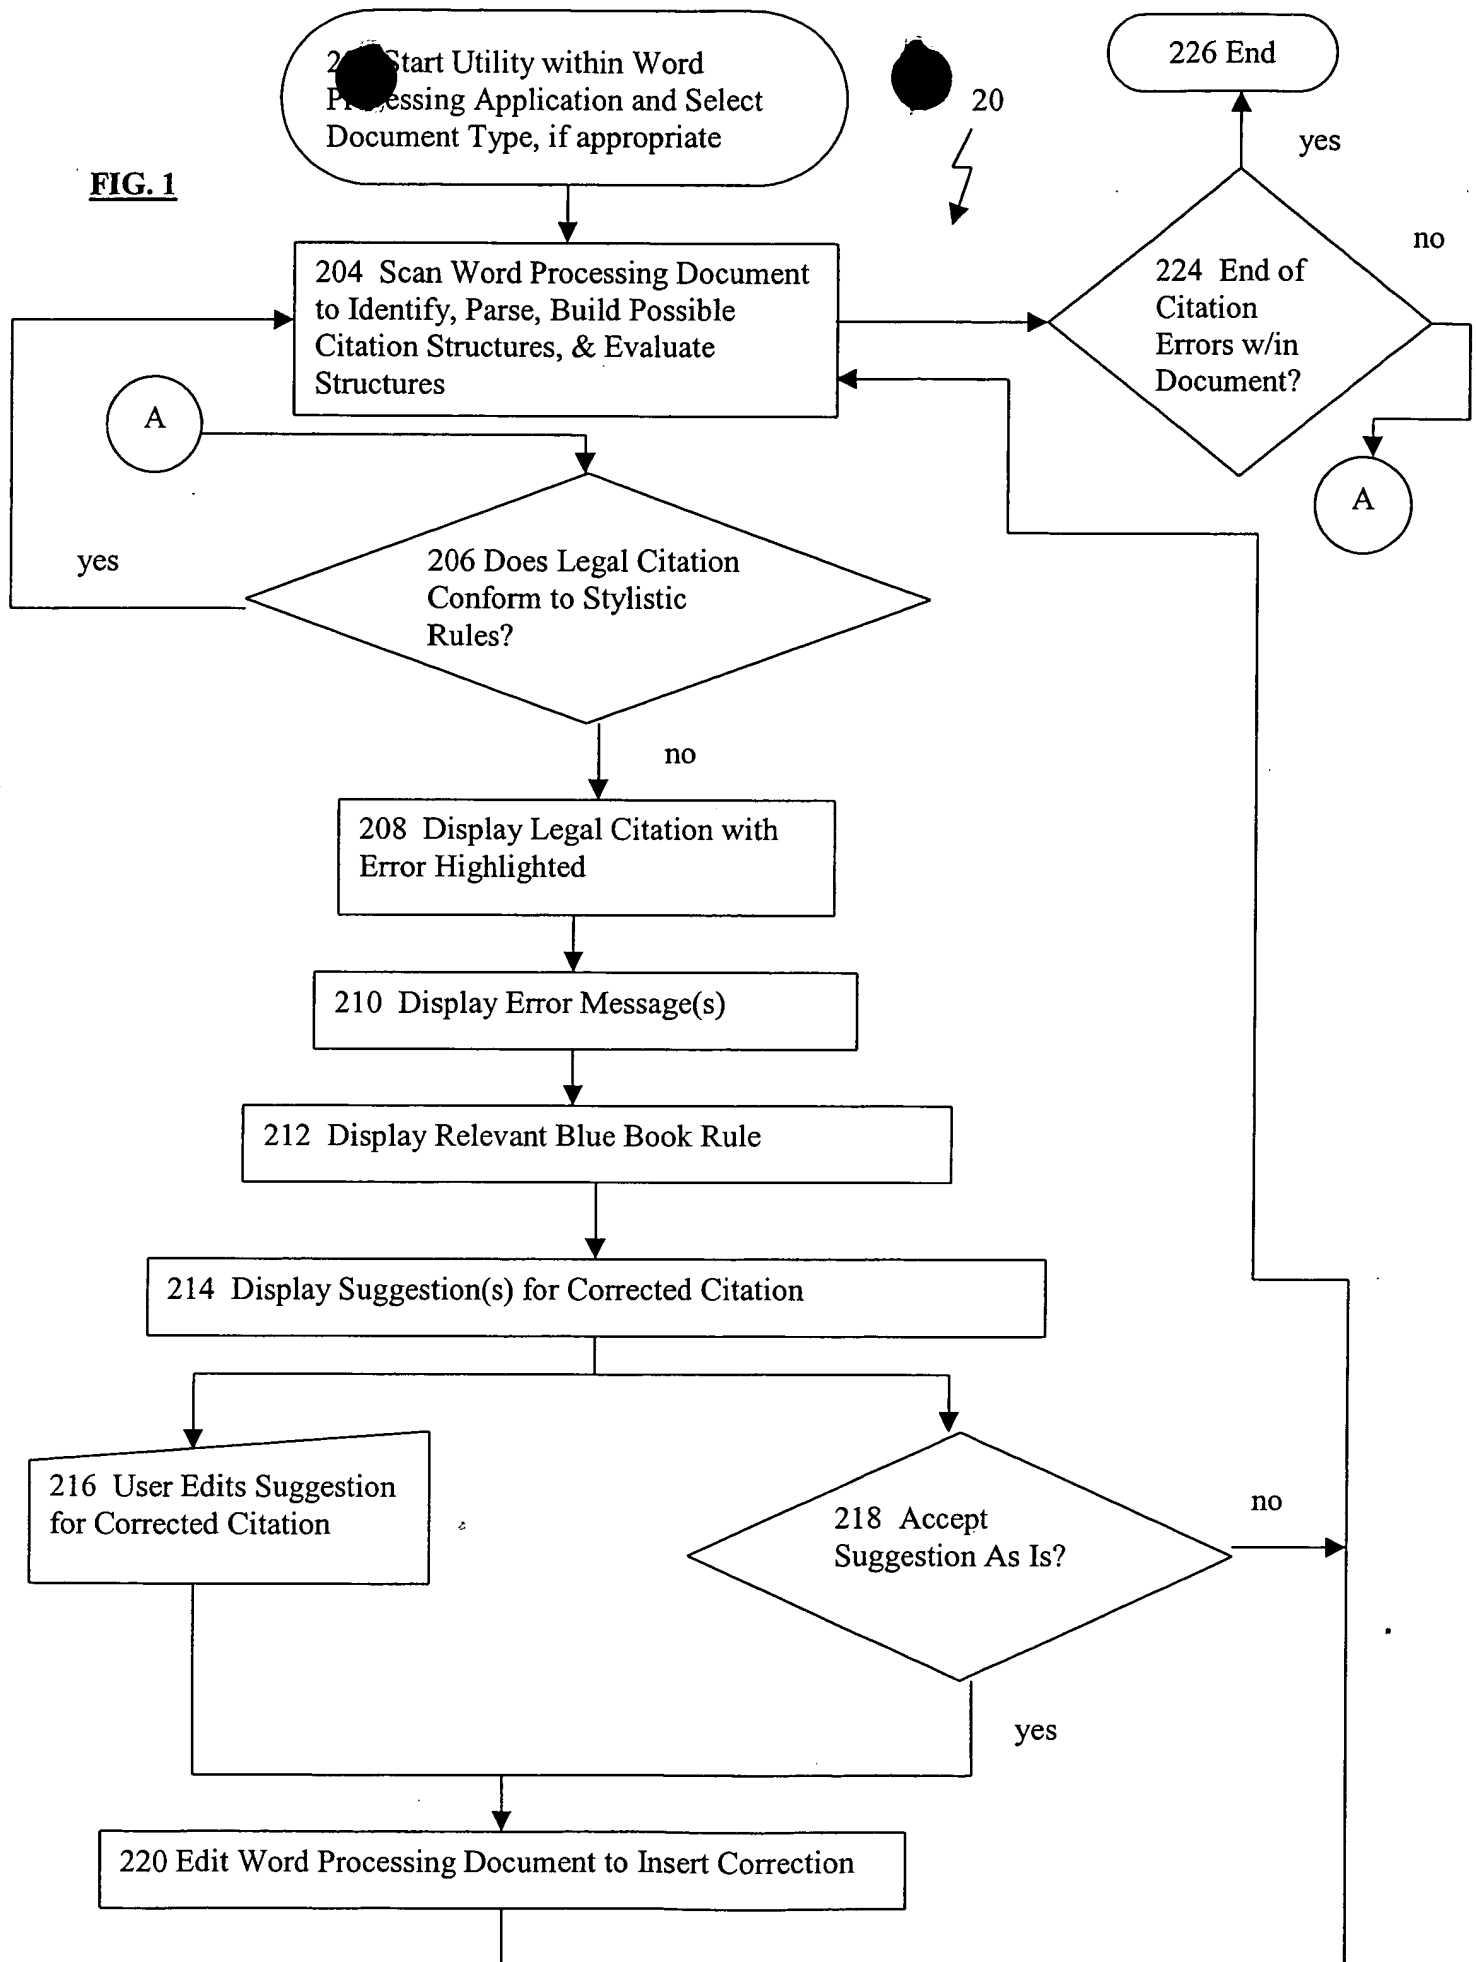 Start Utility within Word
Application and Select
Document Type, if appropriate
226 End
20
yes
FIG. 1
no
204 Scan Word Processing Document
to Identify, Parse, Build Possible
Citation Structures, & Evaluate
Structures
224 End of
Citation
Errors w/in
Document?
A
A
yes
206 Does Legal Citation
Conform to Stylistic
Rules?
no
208 Display Legal Citation with
Error Highlighted
210 Display Error Message(s)
212 Display Relevant Blue Book Rule
214 Display Suggestion(s) for Corrected Citation
216 User Edits Suggestion
for Corrected Citation
218 Accept
Suggestion As Is?
no
yes
220 Edit Word Processing Document to Insert Correction